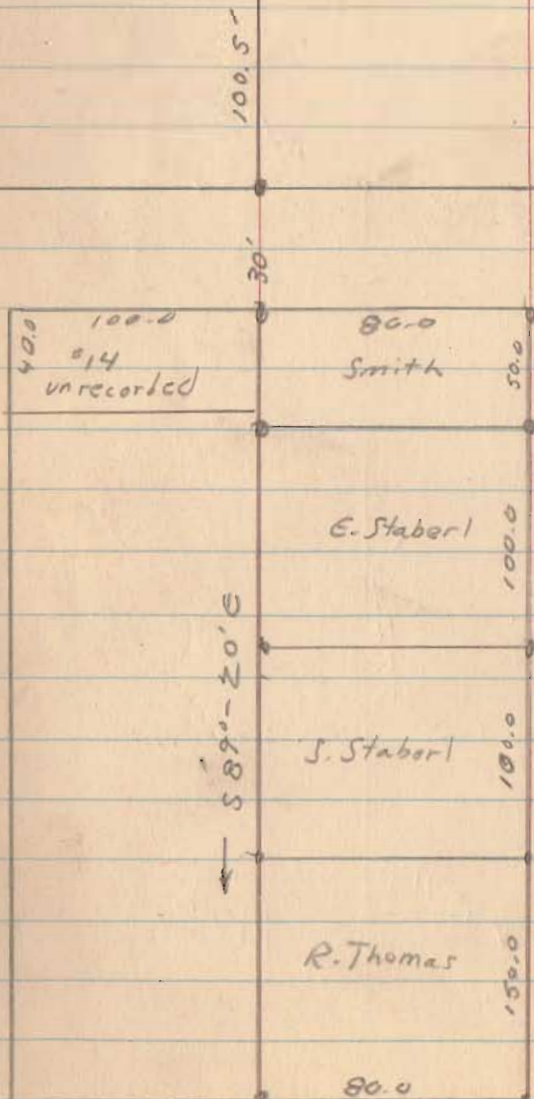 100.5
30'
100.0
80.0
40.0
#14
unrecorded
Smith
50.0
E. Staberl
100.0
S 89°-20' E
S. Staberl
100.0
R. Thomas
150.0
80.0